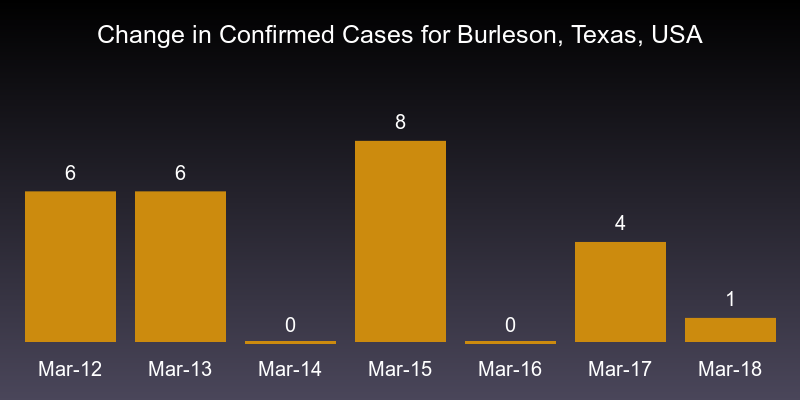 Change in Confirmed Cases for Burleson, Texas, USA
8
6 6
4
1
0 0
Mar-12 Mar-13 Mar-14 Mar-15 Mar-16 Mar-17 Mar-18